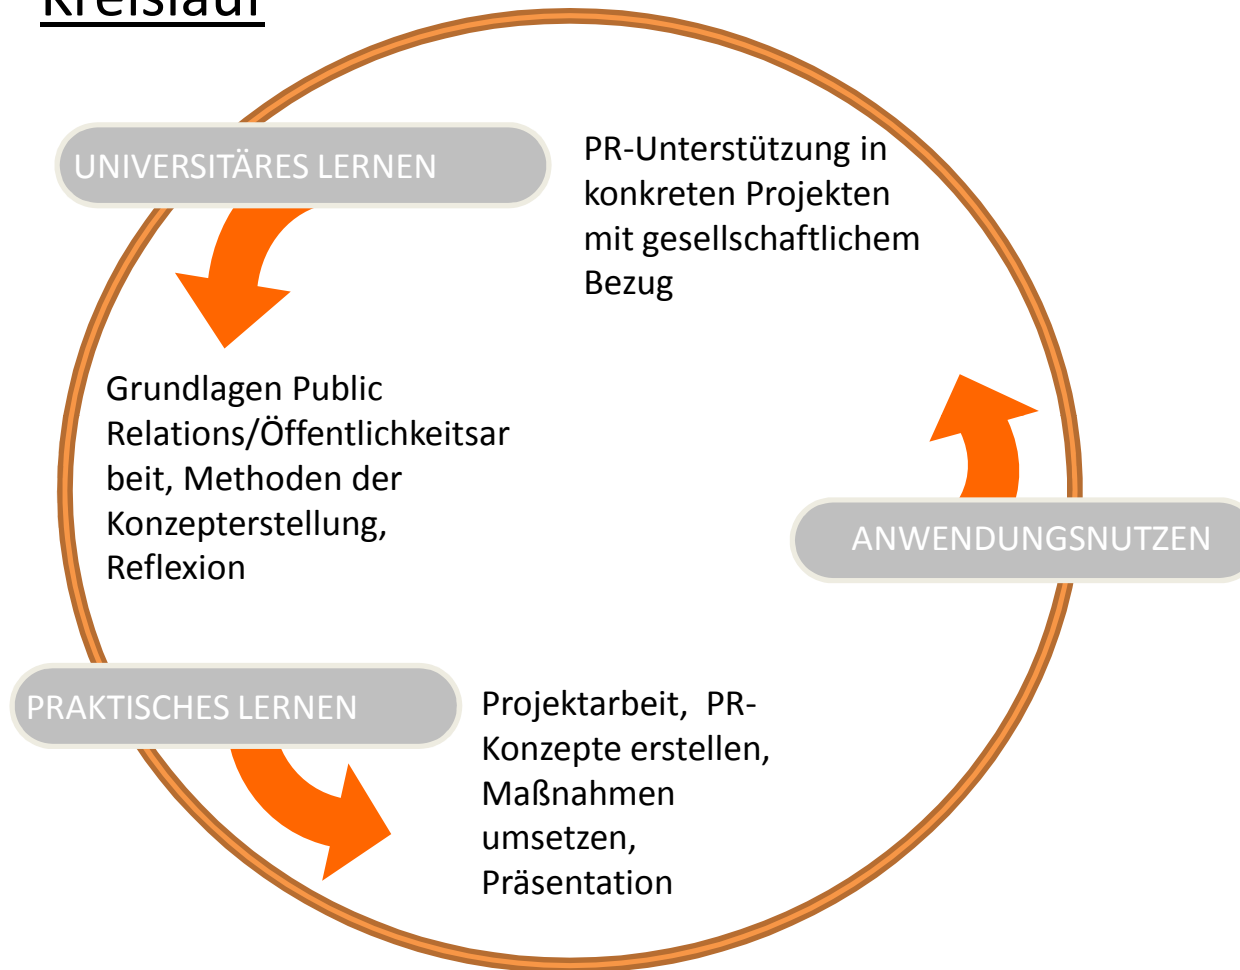 Kreislauf
UNIVERSITÄRES LERNEN
PR-Unterstützung in
konkreten Projekten
mit gesellschaftlichem
Bezug
Grundlagen Public
Relations/Öffentlichkeitsar
beit, Methoden der
Konzepterstellung,
Reflexion
ANWENDUNGSNUTZEN
PRAKTISCHES LERNEN
Projektarbeit, PR-
Konzepte erstellen,
Maßnahmen
umsetzen,
Präsentation